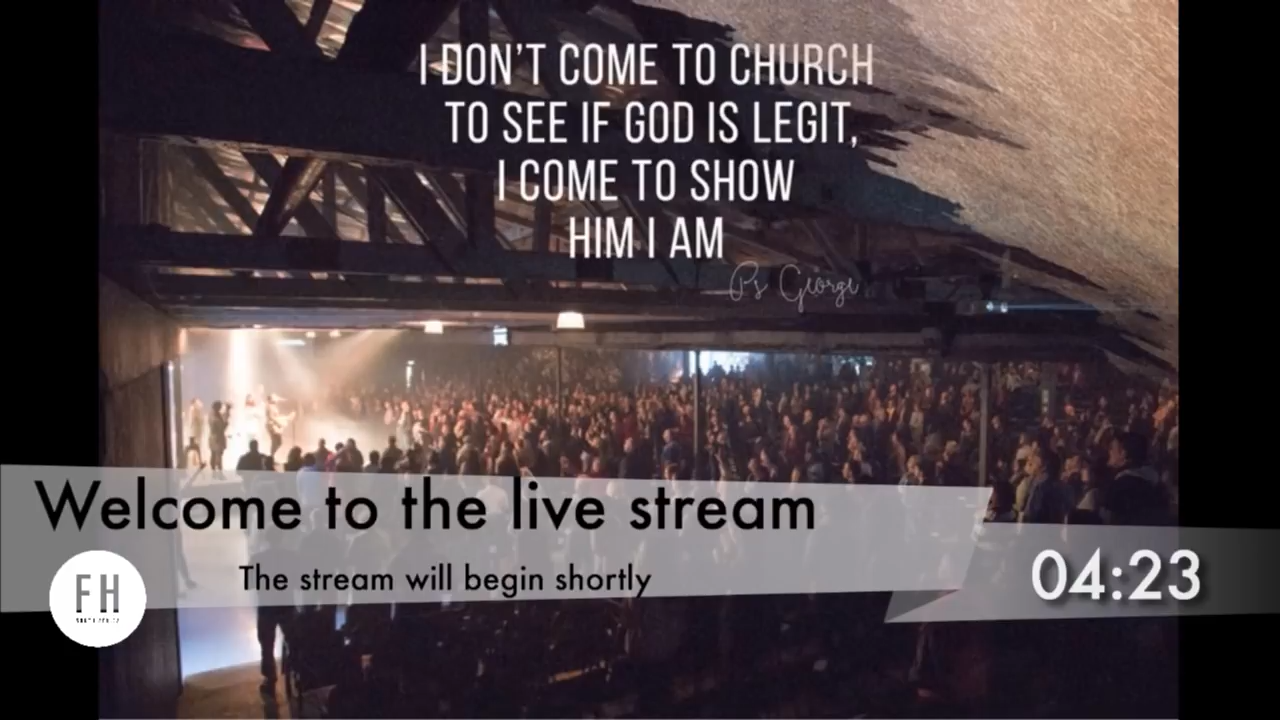 I DON'T COME TO CHURCH
TO SEE IF GOD IS LEGIT,
I COME TO SHOW
HIM I AM
Ps George
Welcome to the live stream
The stream will begin shortly
FH
04:23